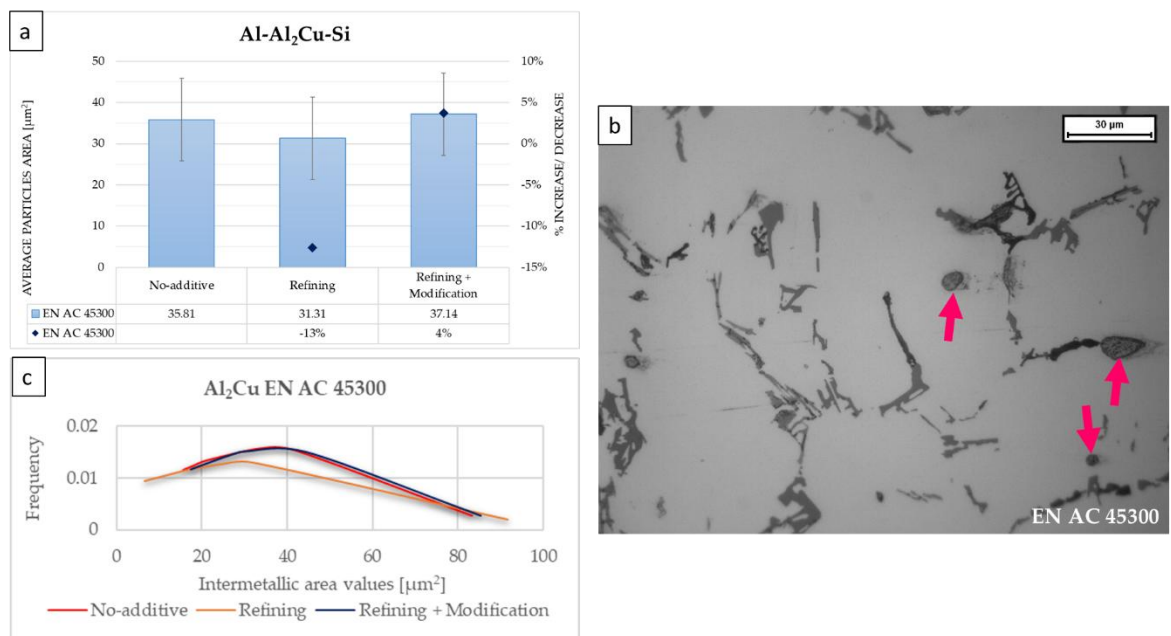 a
Al-Al₂Cu-Si
AVERAGE PARTICLES AREA [µm²]
50
40
30
20
10
0
10%
5%
0%
-5%
-10%
-15%
% INCREASE/ DECREASE
No-additive
Refining
Refining +
Modification
EN AC 45300 35.81 31.31 37.14
EN AC 45300 -13% 4%
b
30 µm
EN AC 45300
c
Al₂Cu EN AC 45300
Frequency
0.02
0.01
0
0 20 40 60 80 100
Intermetallic area values [µm²]
No-additive Refining Refining + Modification